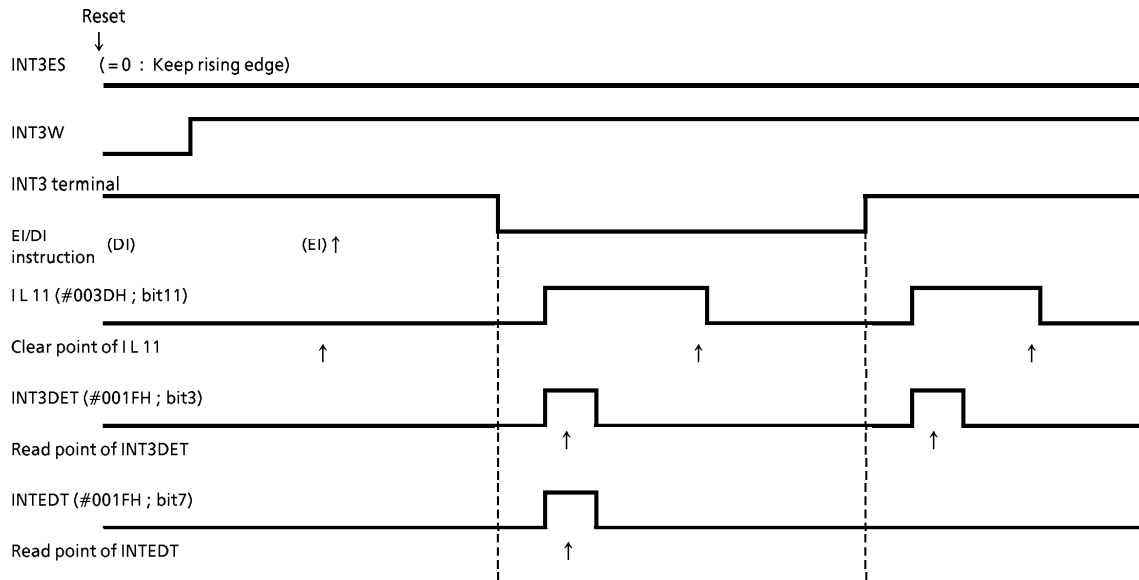 Reset
↓
INT3ES (=0 : Keep rising edge)
INT3W
INT3 terminal
EI/DI
instruction (DI) (EI) ↑
I L 11 (#003DH ; bit11)
Clear point of I L 11 ↑ ↑ ↑
INT3DET (#001FH ; bit3)
Read point of INT3DET ↑ ↑
INTEDT (#001FH ; bit7)
Read point of INTEDT ↑